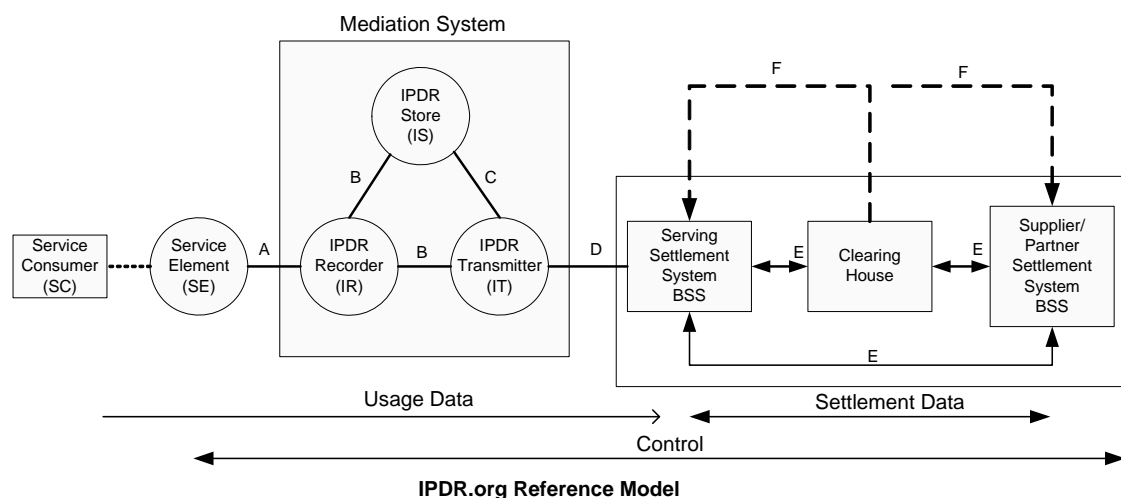 Mediation System
F
F
IPDR
Store
(IS)
B
C
Service
Consumer
(SC)
Service
Element
(SE)
A
IPDR
Recorder
(IR)
B
IPDR
Transmitter
(IT)
D
Serving
Settlement
System
BSS
E
Clearing
House
E
Supplier/
Partner
Settlement
System
BSS
E
Usage Data
Settlement Data
Control
IPDR.org Reference Model